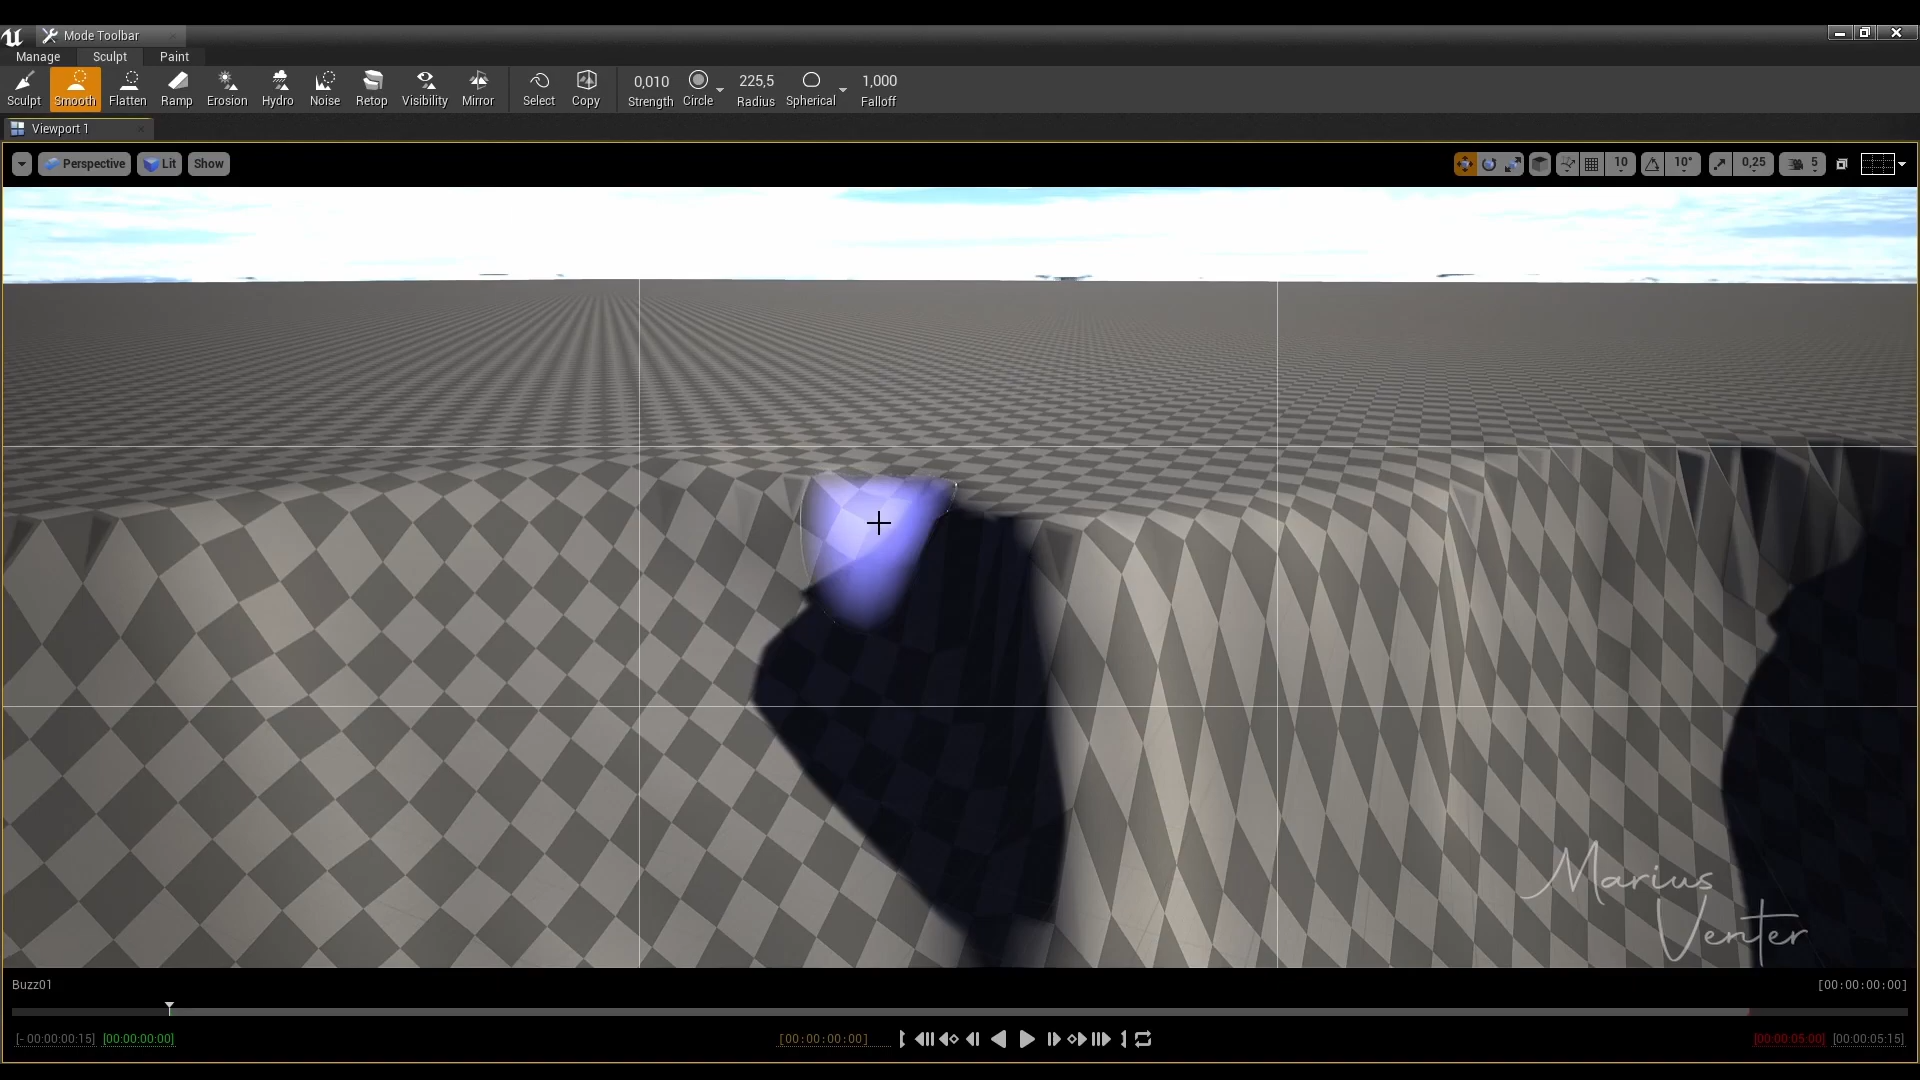 Mode Toolbar
Manage Sculpt Paint
Sculpt Smooth Flatten Ramp Erosion Hydro Noise Retop Visibility Mirror Select Copy 0,010 Strength Circle 225,5 Radius Spherical 1,000 Falloff
Viewport 1
Perspective Lit Show 10 10° 0,25 5
Marius
Venter
Buzz01 [00:00:00:00]
[- 00:00:00:15] [00:00:00:00] [00:00:00:00] [00:00:05:00] [00:00:05:15]